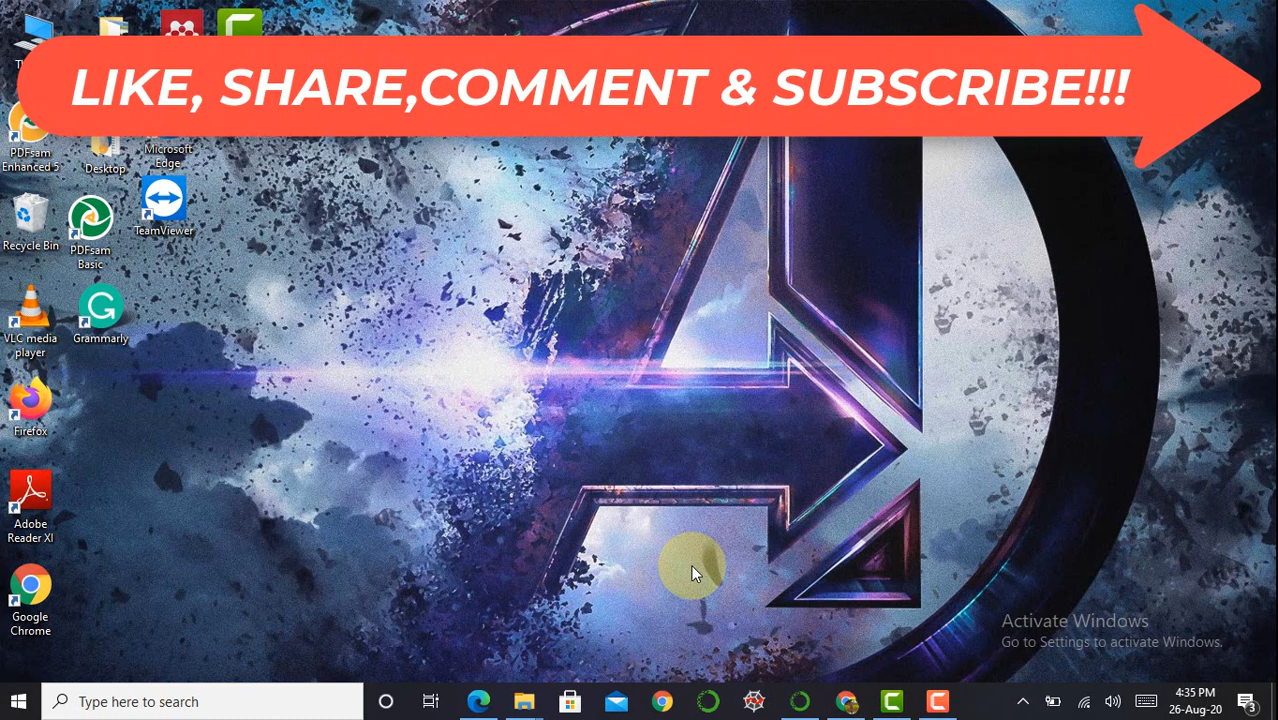 LIKE, SHARE,COMMENT & SUBSCRIBE!!!
PDFsam
Enhanced 5
Desktop
Microsoft
Edge
Recycle Bin
PDFsam
Basic
TeamViewer
VLC media
player
Grammarly
Firefox
Adobe
Reader XI
Google
Chrome
Activate Windows
Go to Settings to activate Windows.
Type here to search
4:35 PM
26-Aug-20
3